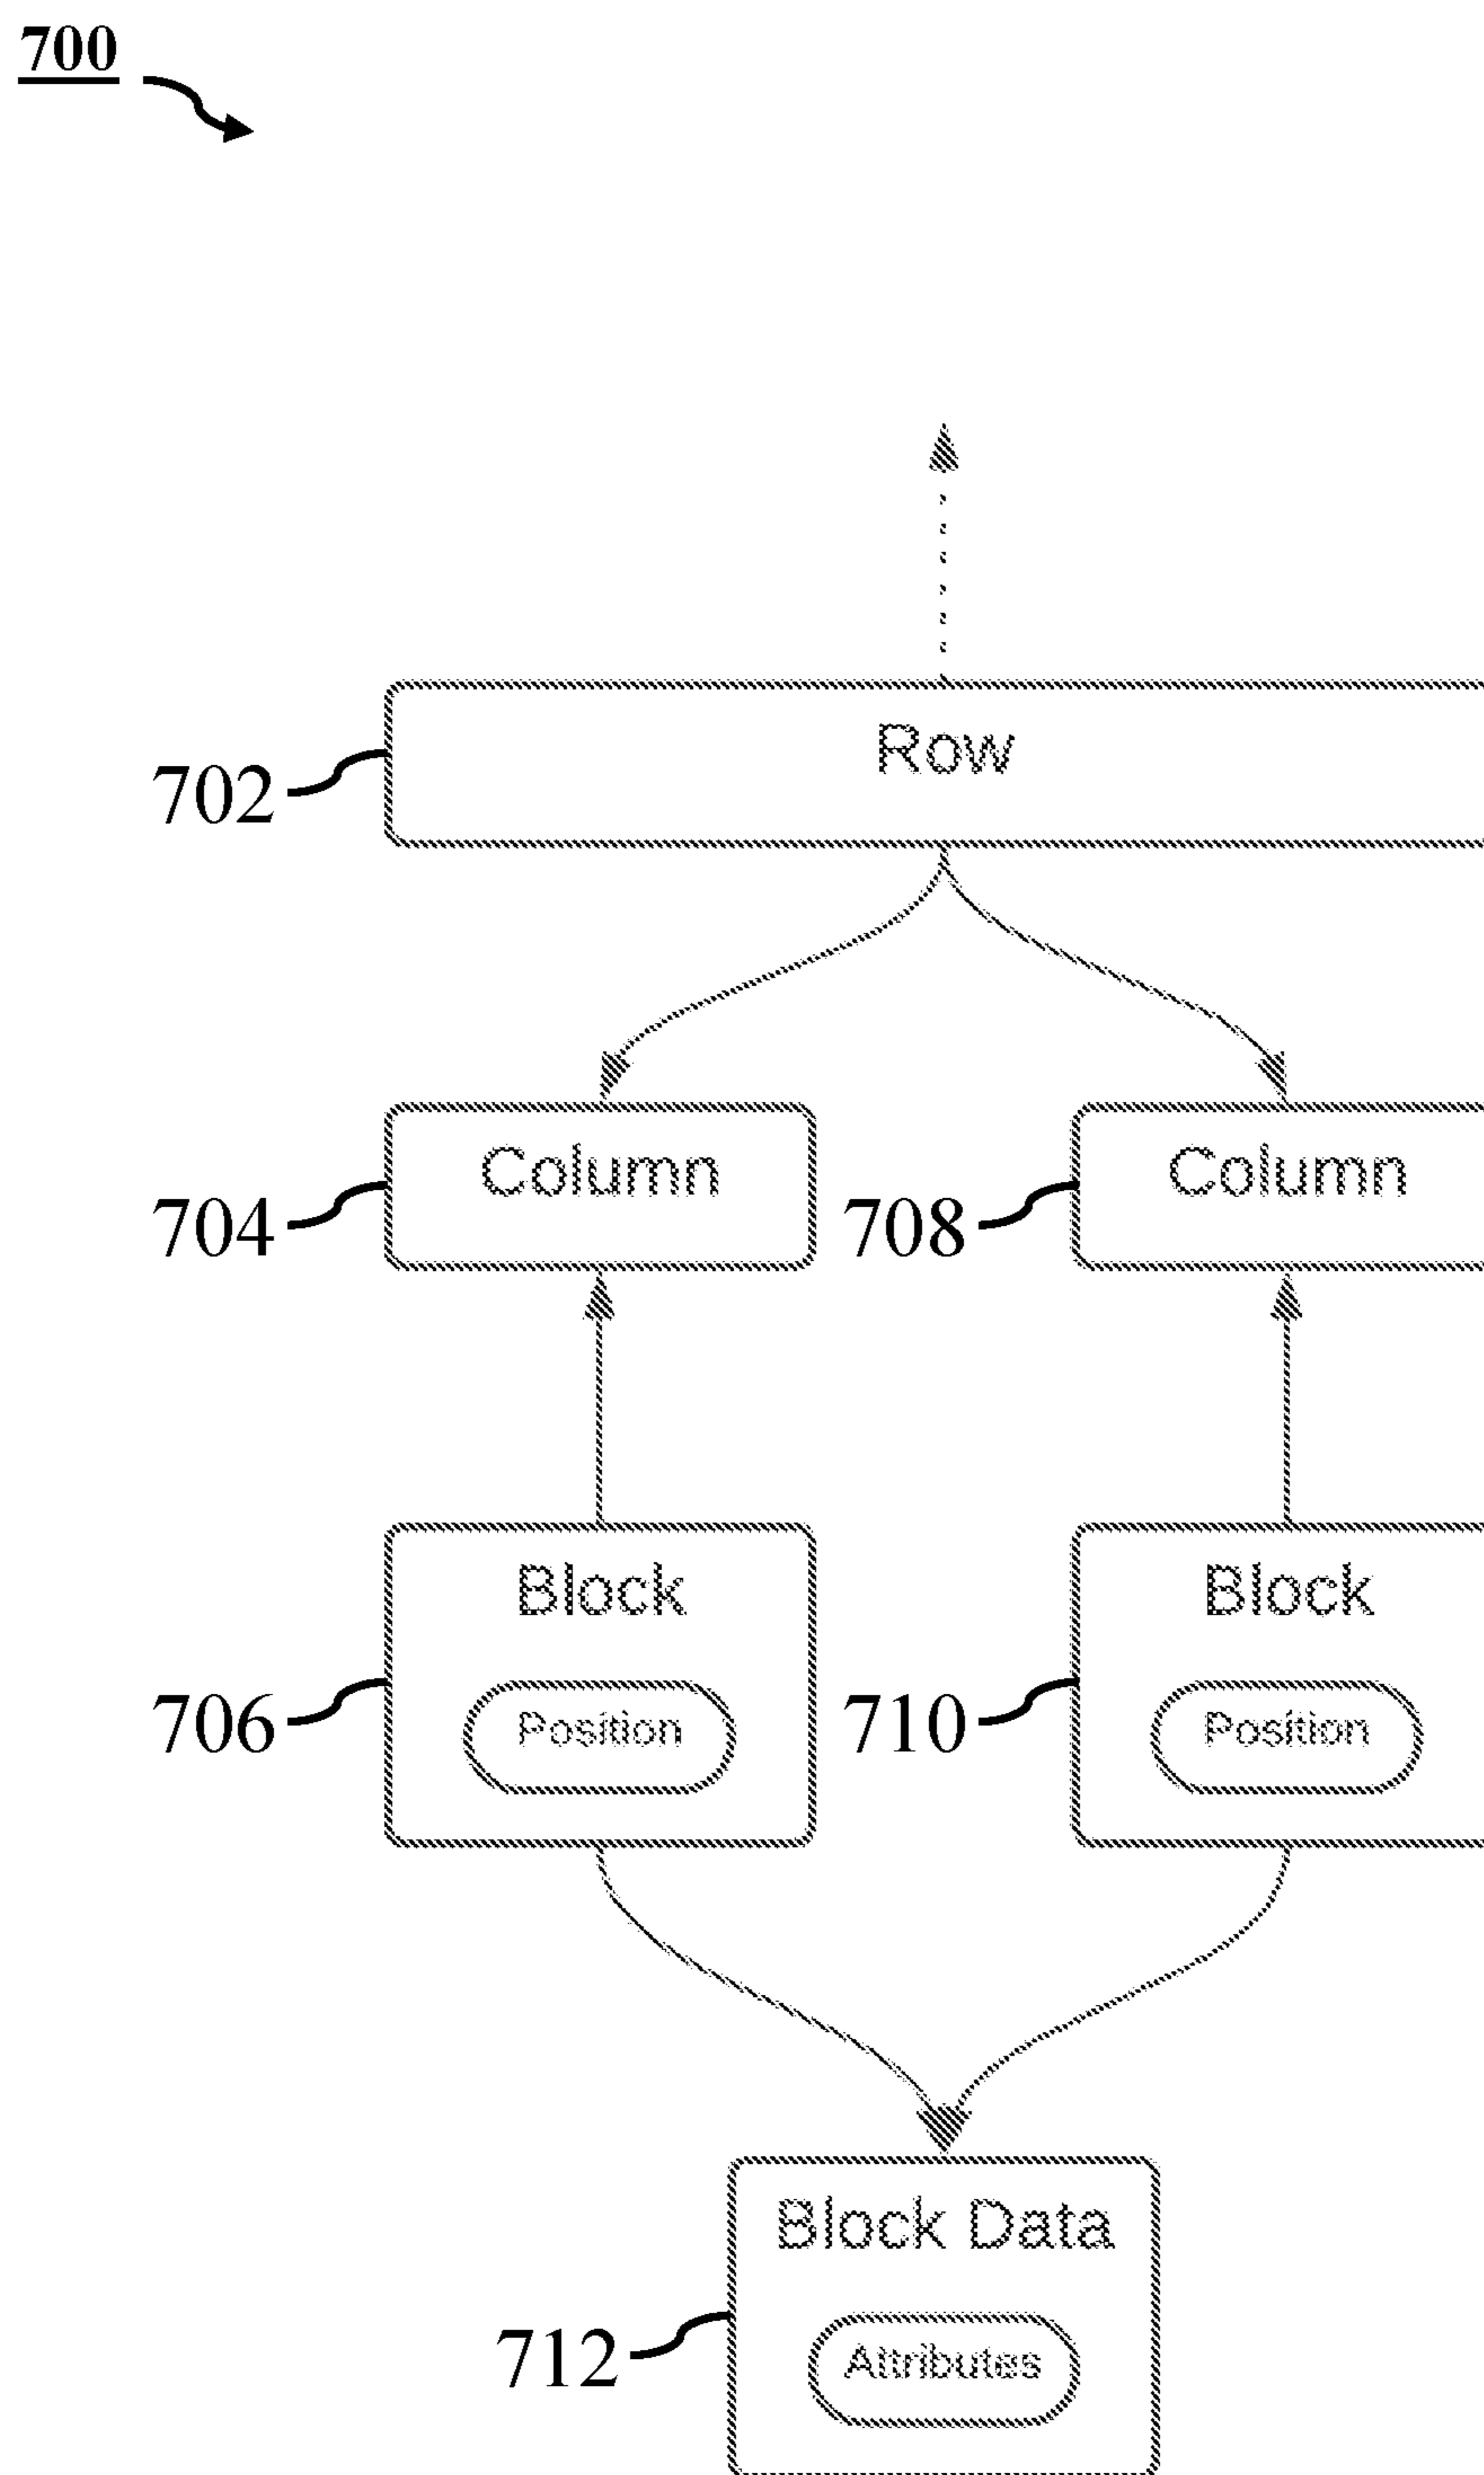 700
Row
702
Column
Column
704
708
Block
Block
706
Position
710
Position
Block Data
712
Attributes